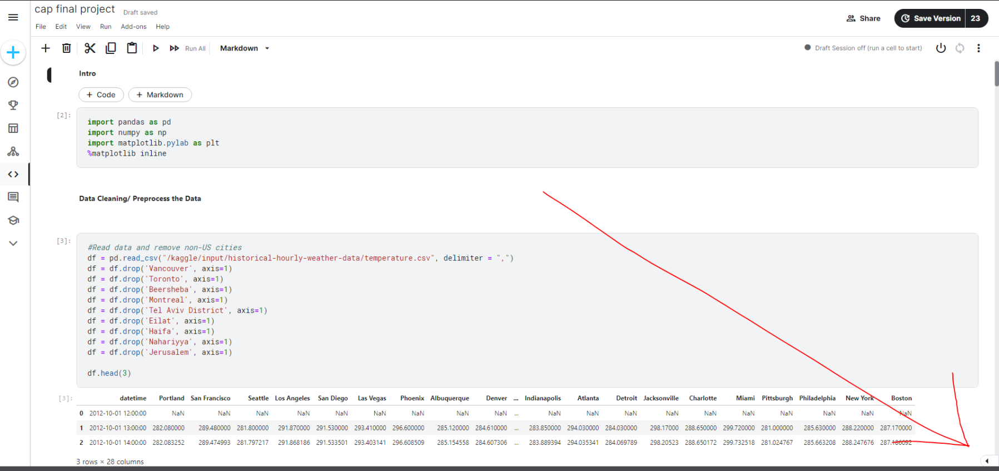 cap final project Draft saved
File Edit View Run Add-ons Help
Share
Save Version 23
Run All Markdown
Draft Session off (run a cell to start)
Intro
+ Code + Markdown
[2]:
import pandas as pd
import numpy as np
import matplotlib.pylab as plt
%matplotlib inline
Data Cleaning/ Preprocess the Data
[3]:
#Read data and remove non-US cities
df = pd.read_csv("/kaggle/input/historical-hourly-weather-data/temperature.csv", delimiter = ",")
df = df.drop('Vancouver', axis=1)
df = df.drop('Toronto', axis=1)
df = df.drop('Beersheba', axis=1)
df = df.drop('Montreal', axis=1)
df = df.drop('Tel Aviv District', axis=1)
df = df.drop('Eilat', axis=1)
df = df.drop('Haifa', axis=1)
df = df.drop('Nahariyya', axis=1)
df = df.drop('Jerusalem', axis=1)
df.head(3)
[3]:
datetime Portland San Francisco Seattle Los Angeles San Diego Las Vegas Phoenix Albuquerque Denver ... Indianapolis Atlanta Detroit Jacksonville Charlotte Miami Pittsburgh Philadelphia New York Boston
0 2012-10-01 12:00:00 NaN NaN NaN NaN NaN NaN NaN NaN NaN ... NaN NaN NaN NaN NaN NaN NaN NaN NaN NaN
1 2012-10-01 13:00:00 282.080000 289.480000 281.800000 291.870000 291.530000 293.410000 296.600000 285.120000 284.610000 ... 283.850000 294.030000 284.030000 298.17000 288.650000 299.720000 281.000000 285.630000 288.220000 287.170000
2 2012-10-01 14:00:00 282.083252 289.474993 281.797217 291.868186 291.533501 293.403141 296.608509 285.154558 284.607306 ... 283.889394 294.035341 284.069789 298.20523 288.650172 299.732518 281.024767 285.663208 288.247676 287.186092
3 rows × 28 columns